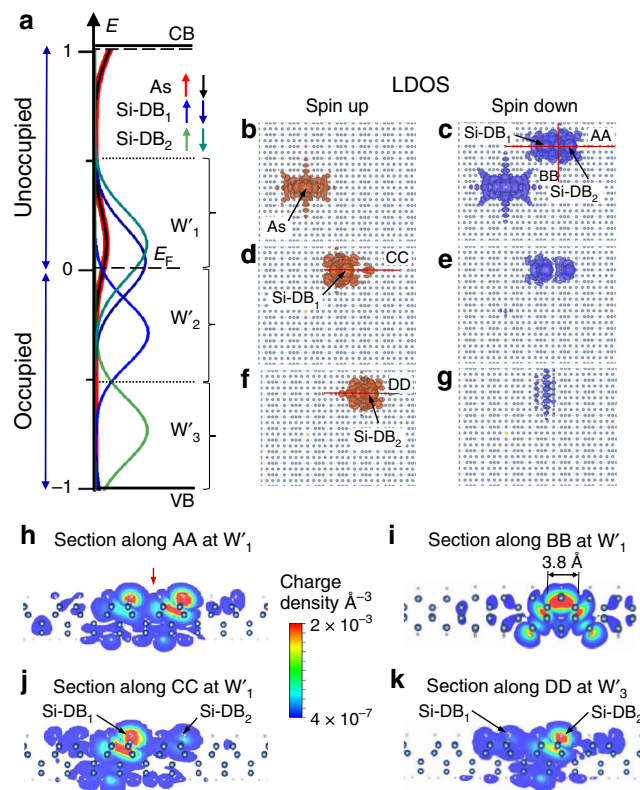 a
E
CB
1
As
Si-DB1
Si-DB2
Unoccupied
W′1
EF
0
W′2
Occupied
W′3
−1
VB
LDOS
Spin up
Spin down
b
As
c
Si-DB1
AA
BB
Si-DB2
d
CC
Si-DB1
e
f
DD
Si-DB2
g
h
Section along AA at W′1
i
Section along BB at W′1
3.8 Å
Charge
density Å−3
2 × 10−3
4 × 10−7
j
Section along CC at W′1
Si-DB1
Si-DB2
k
Section along DD at W′3
Si-DB1
Si-DB2